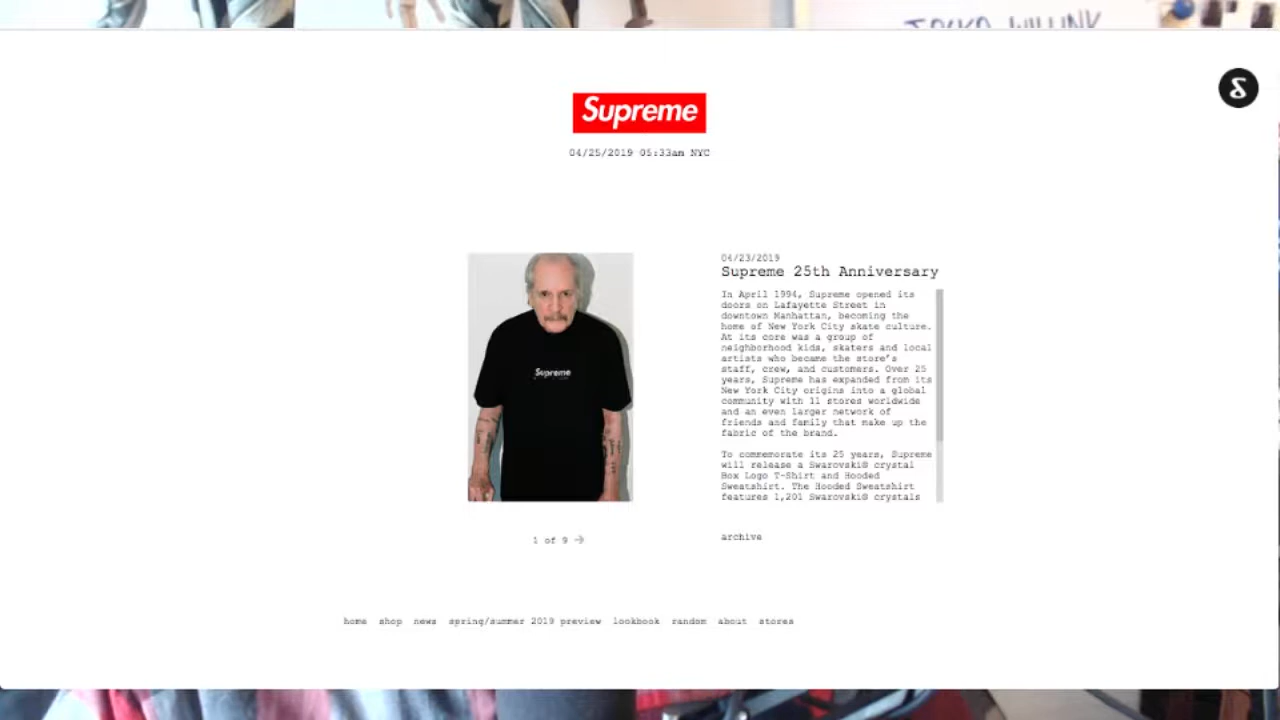 JOCKO WILLINK
Supreme
04/25/2019 05:33am NYC
Supreme
04/23/2019
Supreme 25th Anniversary
In April 1994, Supreme opened its
doors on Lafayette Street in
downtown Manhattan, becoming the
home of New York City skate culture.
At its core was a group of
neighborhood kids, skaters and local
artists who became the store's
staff, crew, and customers. Over 25
years, Supreme has expanded from its
New York City origins into a global
community with 11 stores worldwide
and an even larger network of
friends and family that make up the
fabric of the brand.
To commemorate its 25 years, Supreme
will release a Swarovski® crystal
Box Logo T-Shirt and Hooded
Sweatshirt. The Hooded Sweatshirt
features 1,201 Swarovski® crystals
1 of 9 →
archive
home shop news spring/summer 2019 preview lookbook random about stores